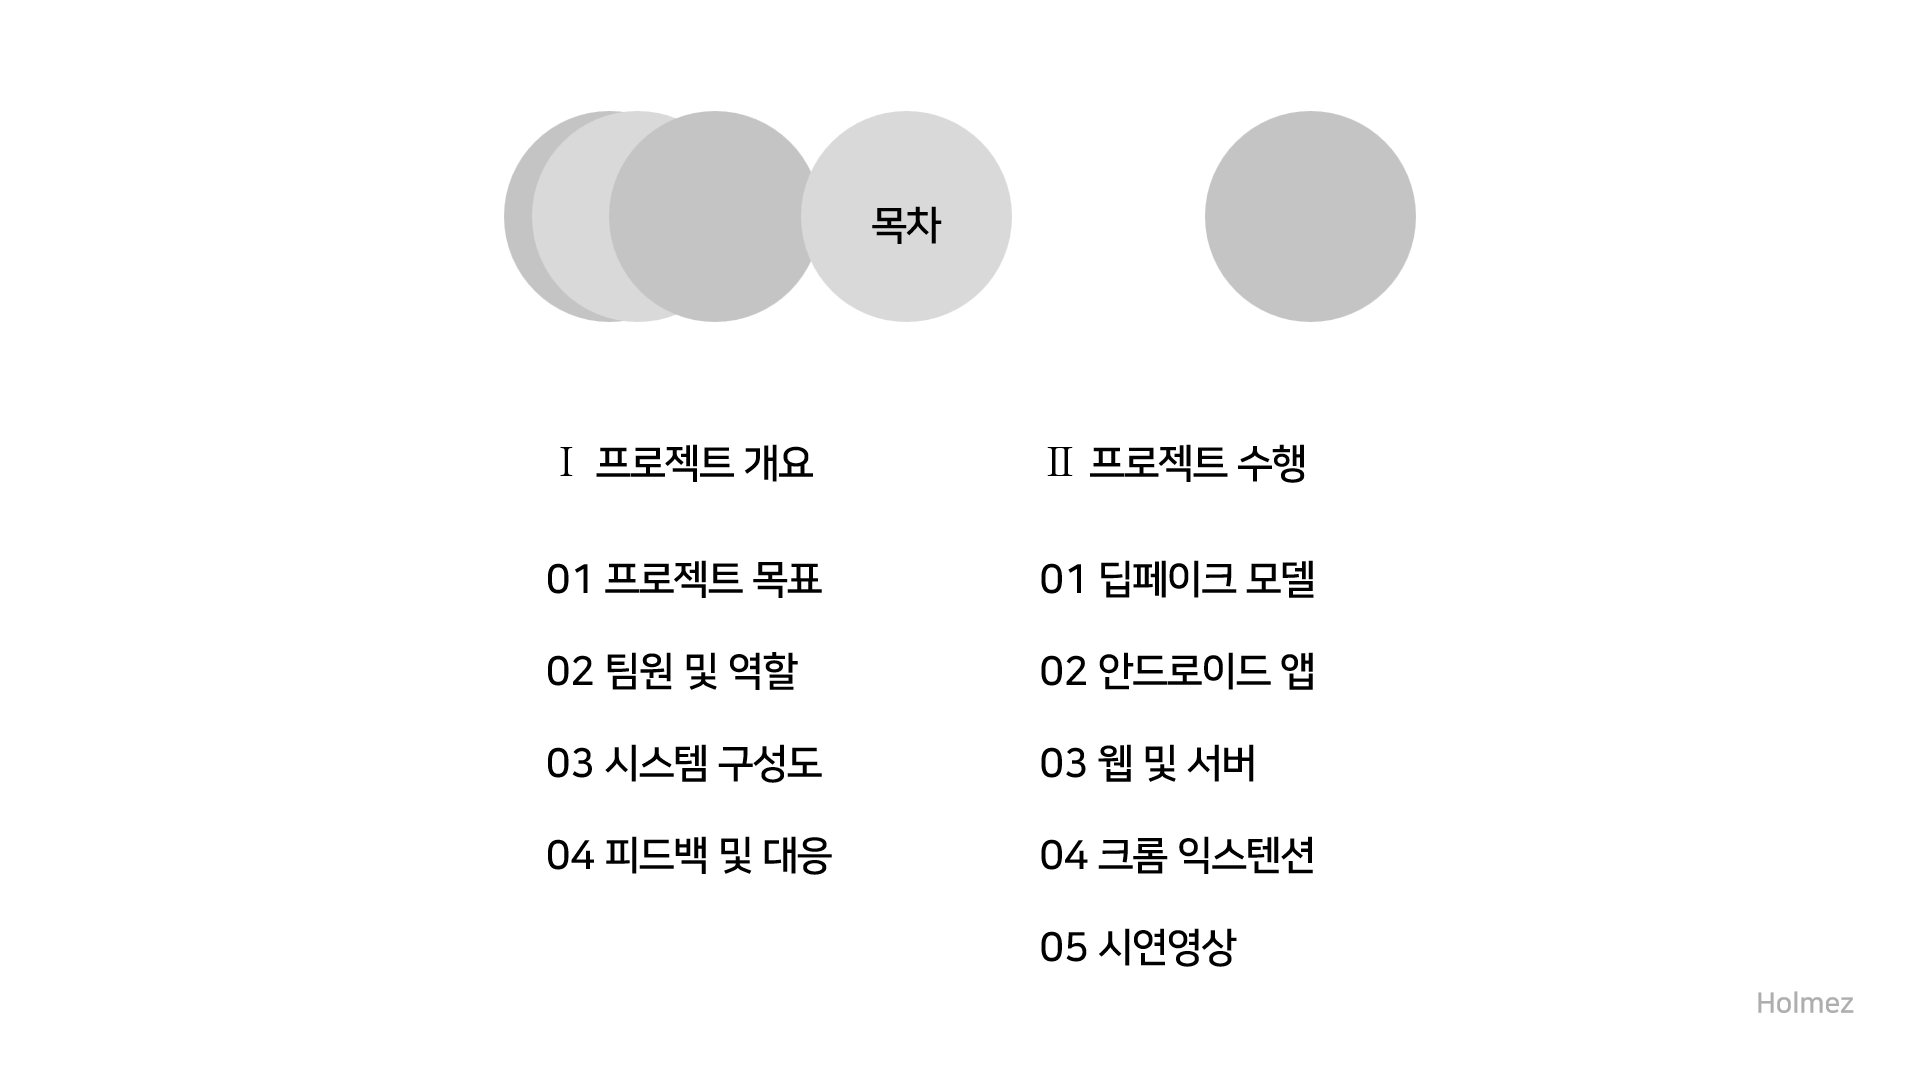 목차
Ⅰ 프로젝트 개요
01 프로젝트 목표
02 팀원 및 역할
03 시스템 구성도
04 피드백 및 대응
Ⅱ 프로젝트 수행
01 딥페이크 모델
02 안드로이드 앱
03 웹 및 서버
04 크롬 익스텐션
05 시연영상
Holmez